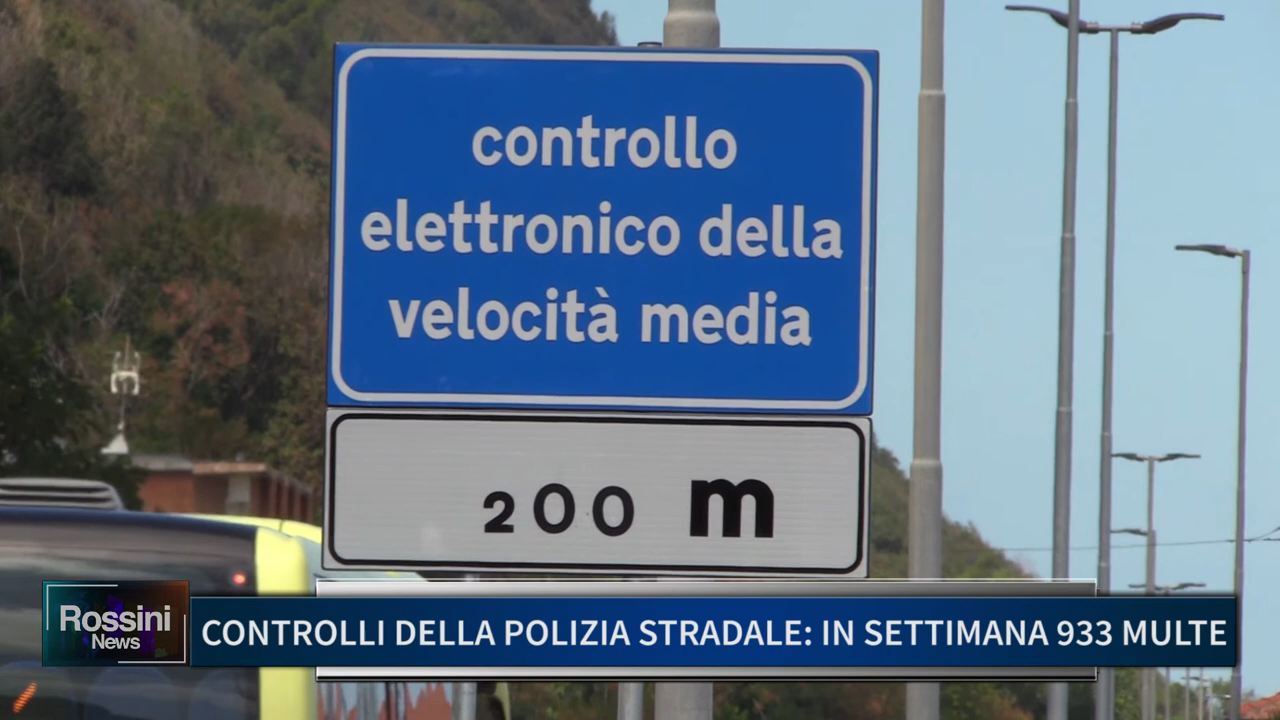 controllo
elettronico della
velocità media
200 m
Rossini
News
CONTROLLI DELLA POLIZIA STRADALE: IN SETTIMANA 933 MULTE